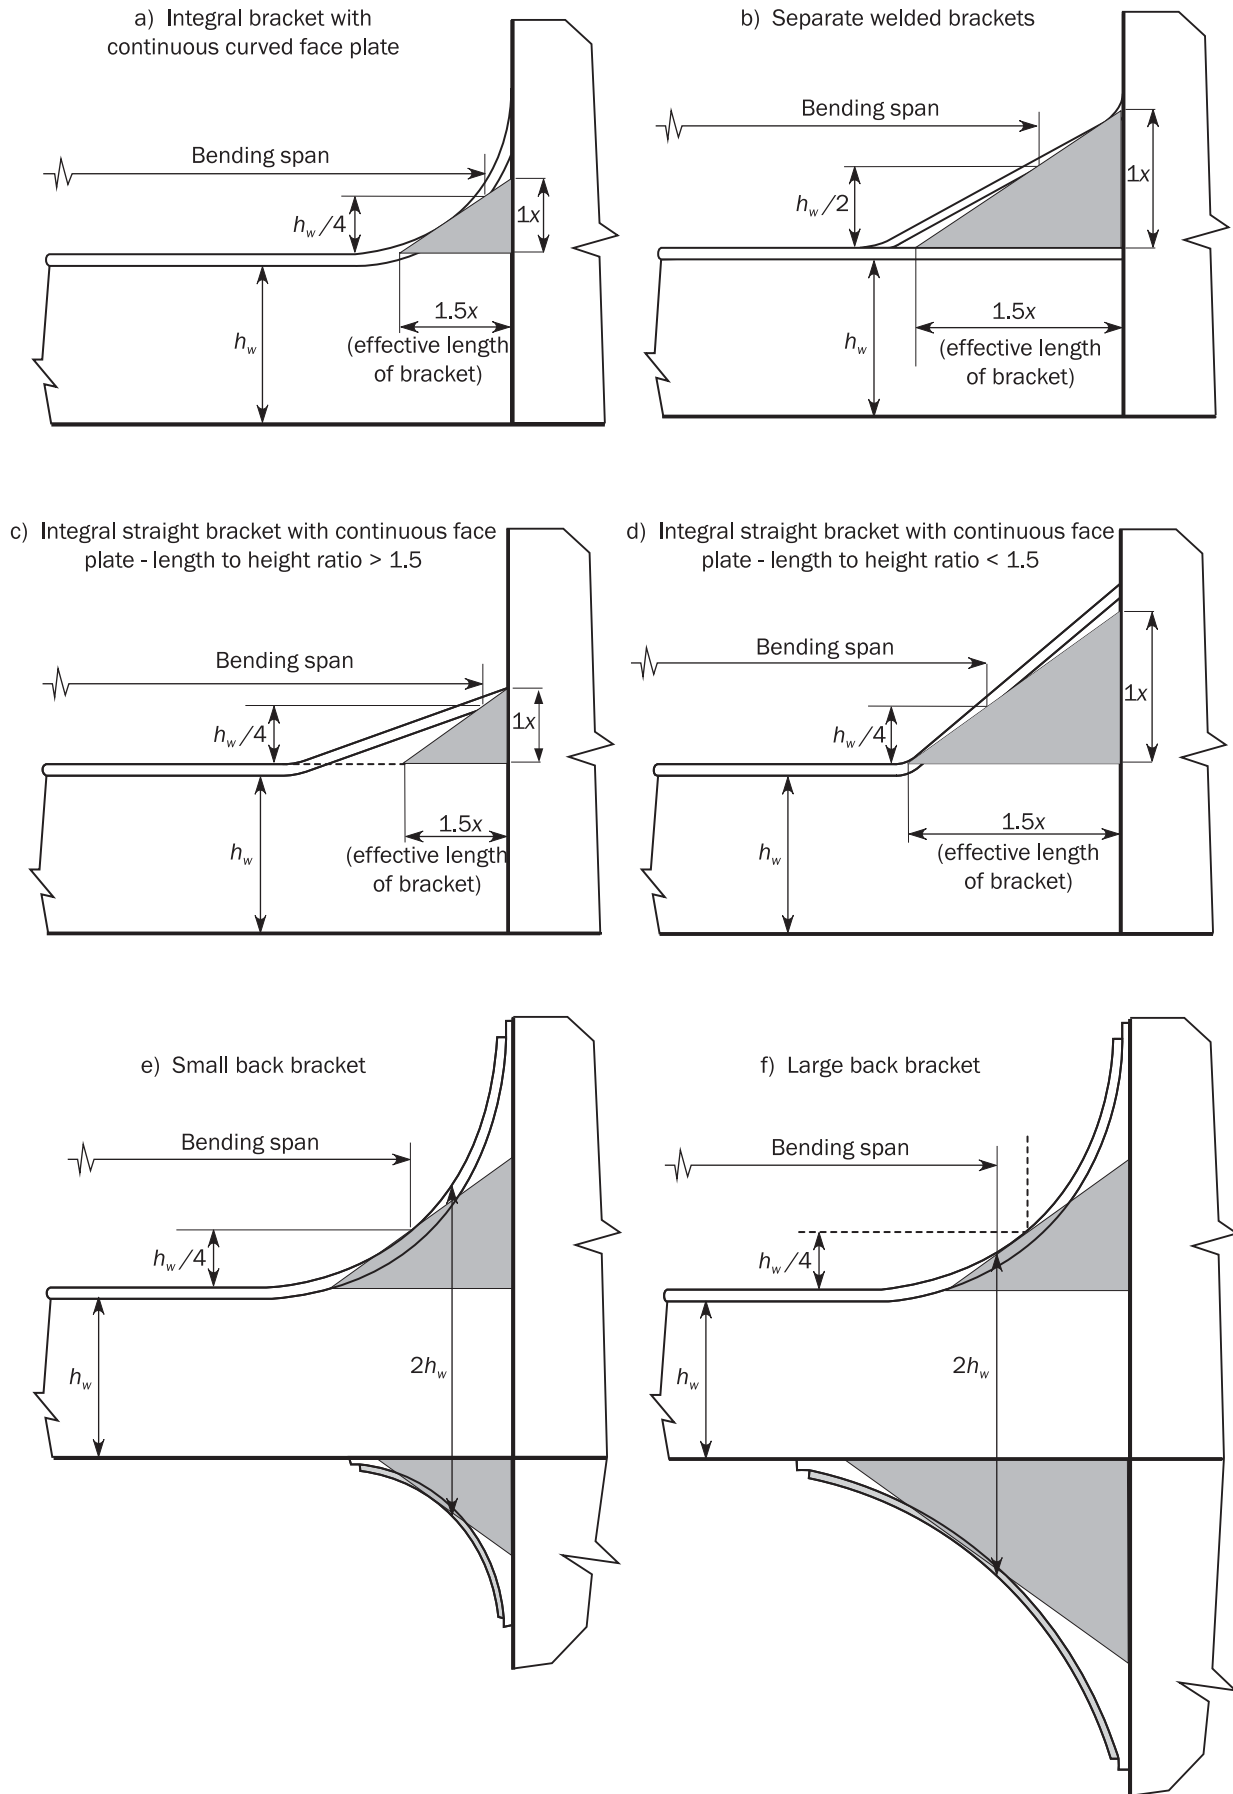 a) Integral bracket with
continuous curved face plate
Bending span
h_w/4
1x
1.5x
(effective length
of bracket)
h_w
b) Separate welded brackets
Bending span
h_w/2
1x
1.5x
(effective length
of bracket)
h_w
c) Integral straight bracket with continuous face
plate - length to height ratio > 1.5
Bending span
h_w/4
1x
1.5x
(effective length
of bracket)
h_w
d) Integral straight bracket with continuous face
plate - length to height ratio < 1.5
Bending span
h_w/4
1x
1.5x
(effective length
of bracket)
h_w
e) Small back bracket
Bending span
h_w/4
2h_w
h_w
f) Large back bracket
Bending span
h_w/4
2h_w
h_w